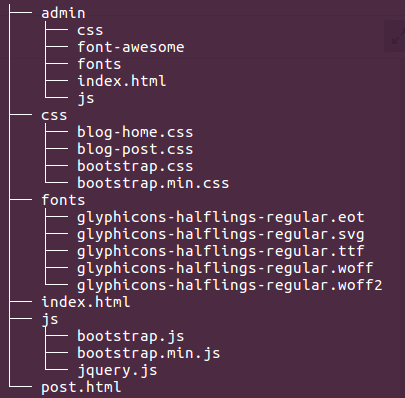 ├── admin
│   ├── css
│   ├── font-awesome
│   ├── fonts
│   ├── index.html
│   └── js
├── css
│   ├── blog-home.css
│   ├── blog-post.css
│   ├── bootstrap.css
│   └── bootstrap.min.css
├── fonts
│   ├── glyphicons-halflings-regular.eot
│   ├── glyphicons-halflings-regular.svg
│   ├── glyphicons-halflings-regular.ttf
│   ├── glyphicons-halflings-regular.woff
│   └── glyphicons-halflings-regular.woff2
├── index.html
├── js
│   ├── bootstrap.js
│   ├── bootstrap.min.js
│   └── jquery.js
└── post.html